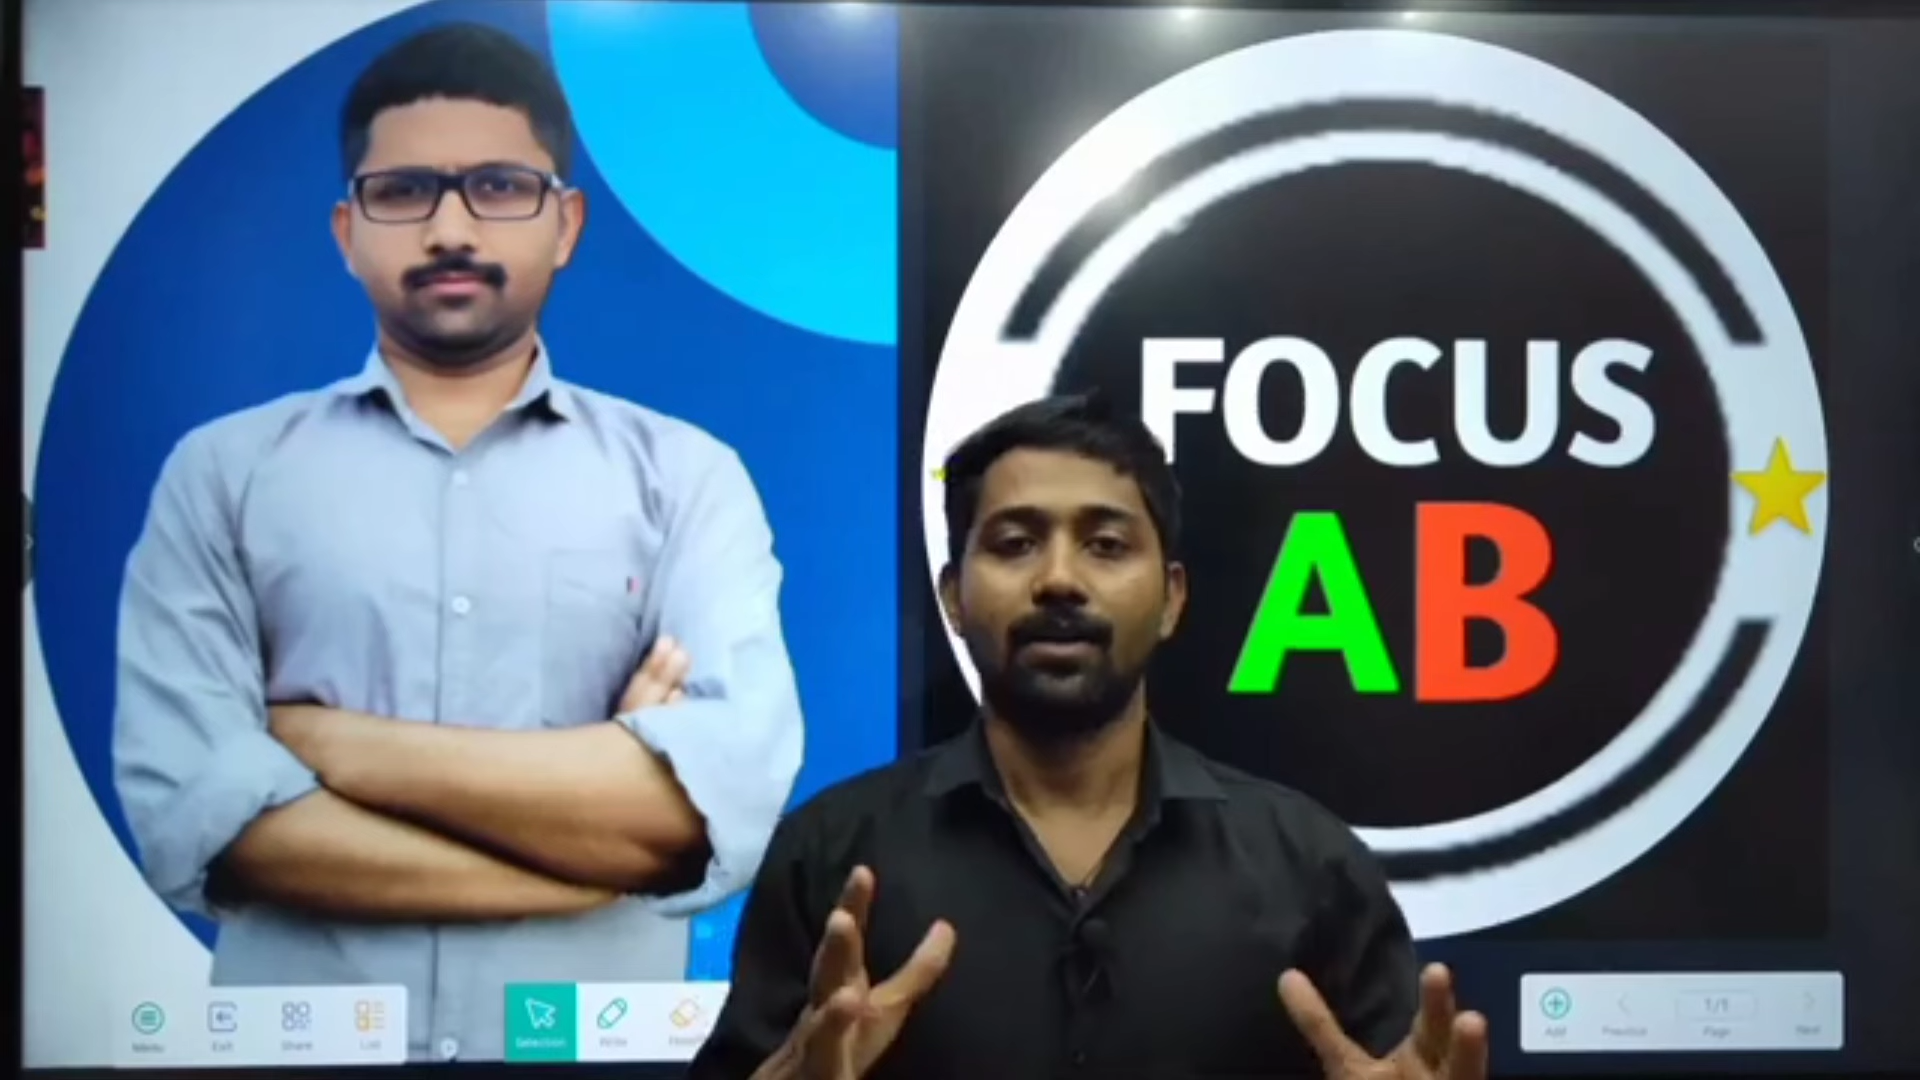 FOCUS
AB
Menu
Exit
Share
List
Selection
Write
Add
Previous
1/1
Page
Next